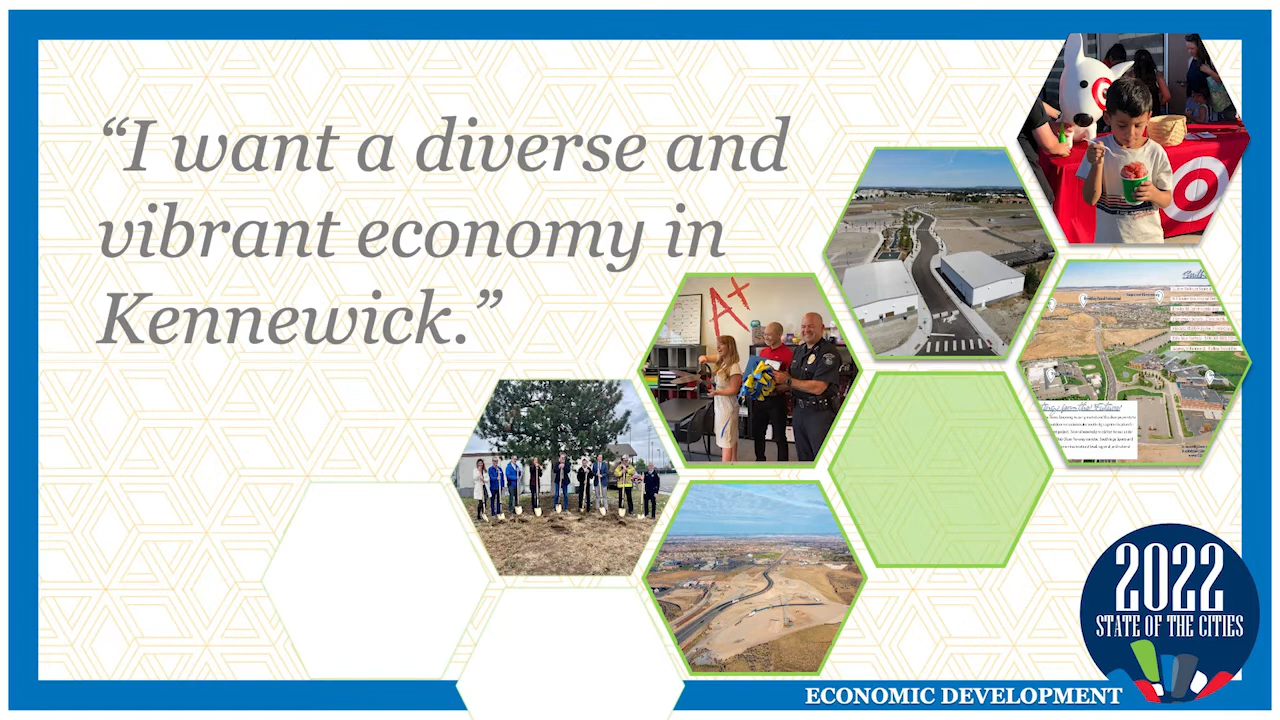 “I want a diverse and
vibrant economy in
Kennewick.”
A+
2022
STATE OF THE CITIES
ECONOMIC DEVELOPMENT